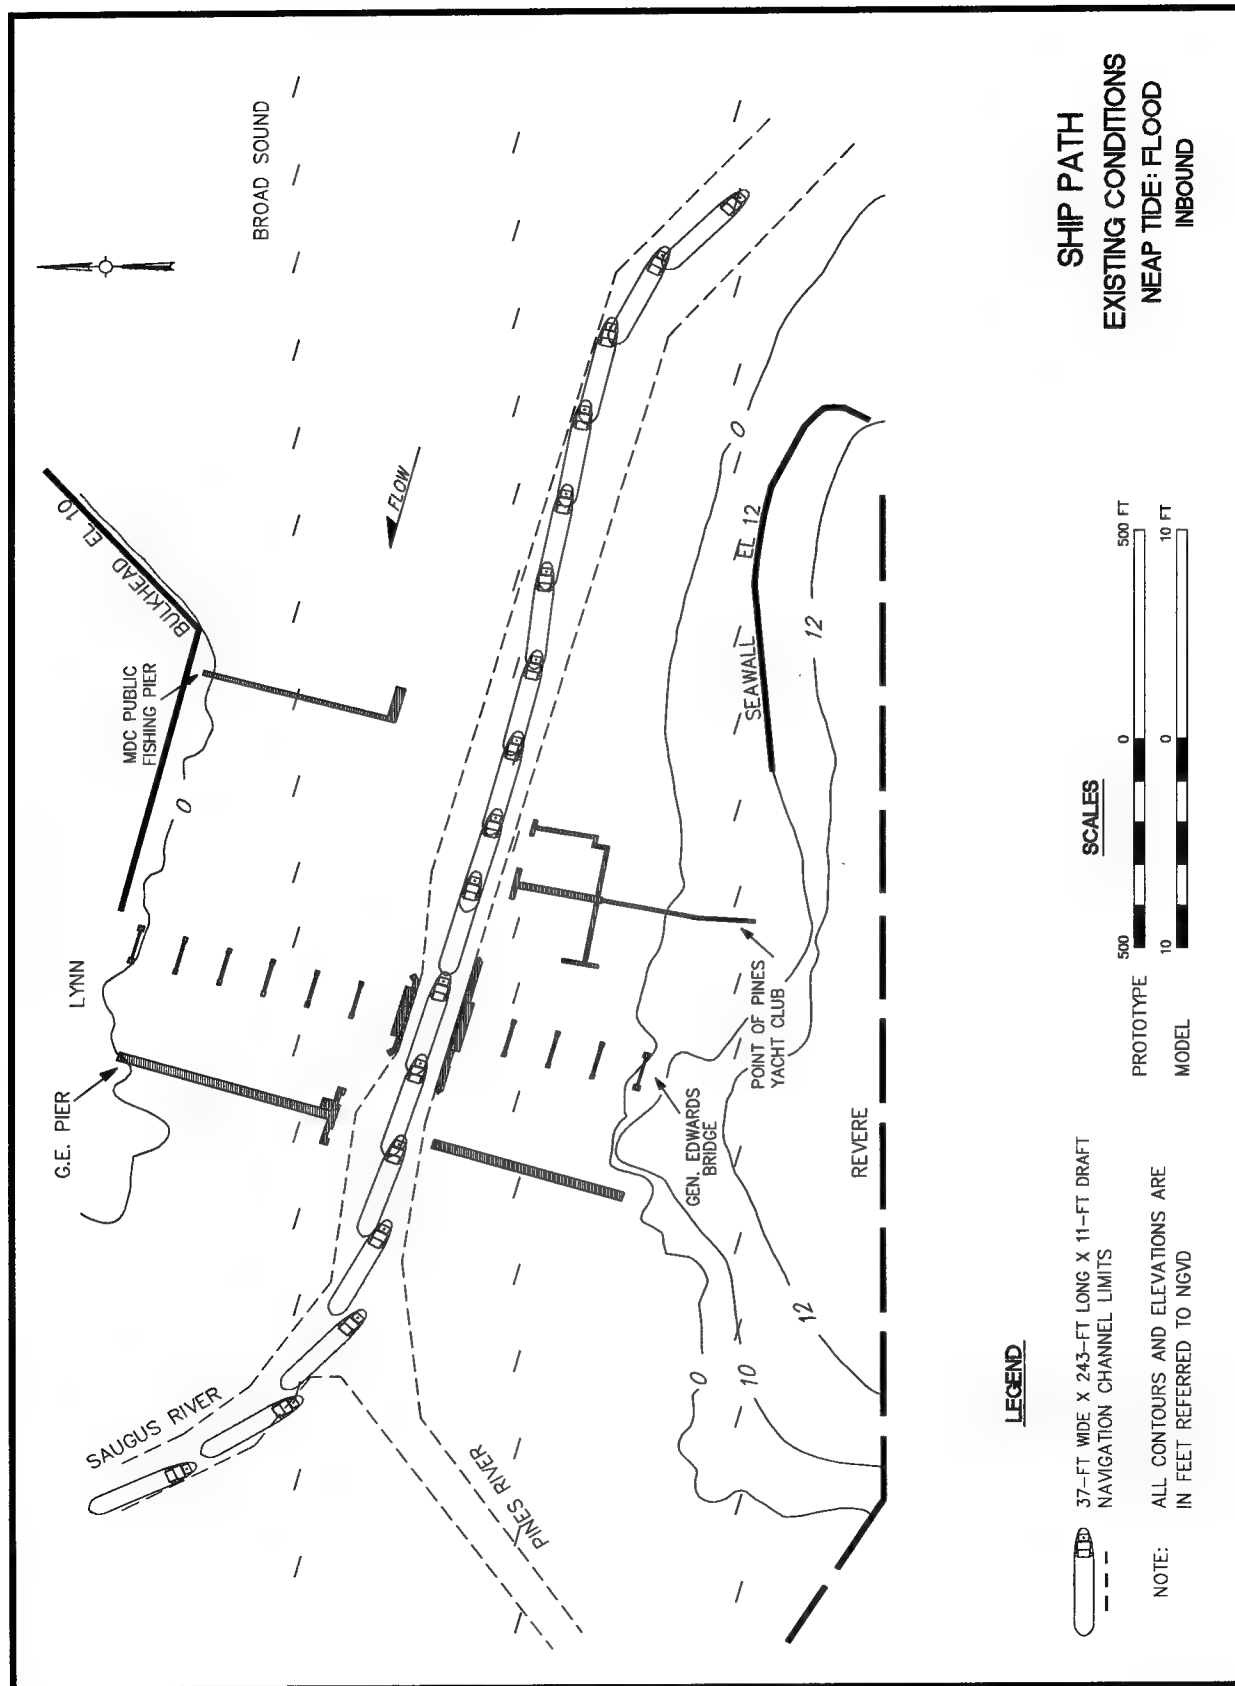 BROAD SOUND
BULKHEAD EL 10
MDC PUBLIC
FISHING PIER
0
LYNN
G.E. PIER
FLOW
SAUGUS RIVER
PINES RIVER
0
SEAWALL
EL 12
12
POINT OF PINES
YACHT CLUB
GEN. EDWARDS
BRIDGE
REVERE
0
10
12
SHIP PATH
EXISTING CONDITIONS
NEAP TIDE: FLOOD
INBOUND
LEGEND
37-FT WIDE X 243-FT LONG X 11-FT DRAFT
NAVIGATION CHANNEL LIMITS
NOTE: ALL CONTOURS AND ELEVATIONS ARE
IN FEET REFERRED TO NGVD
SCALES
PROTOTYPE 500 0 500 FT
MODEL 10 0 10 FT